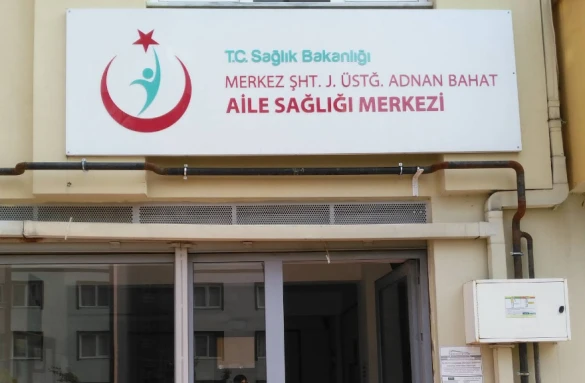 T.C. Sağlık Bakanlığı
MERKEZ ŞHT. J. ÜSTĞ. ADNAN BAHAT
AİLE SAĞLIĞI MERKEZİ